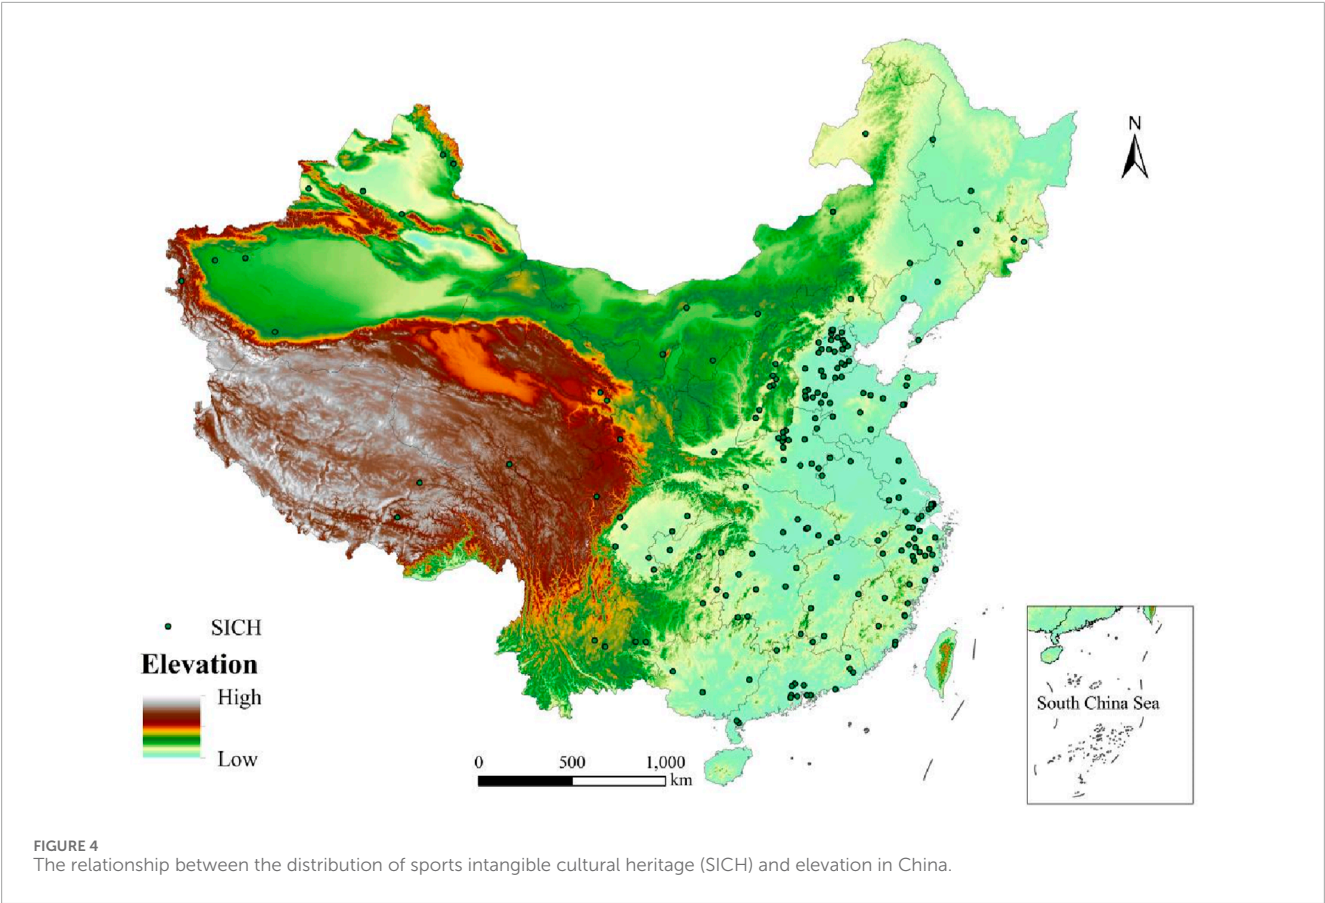 N
SICH
Elevation
High
Low
0 500 1,000
km
South China Sea
FIGURE 4
The relationship between the distribution of sports intangible cultural heritage (SICH) and elevation in China.